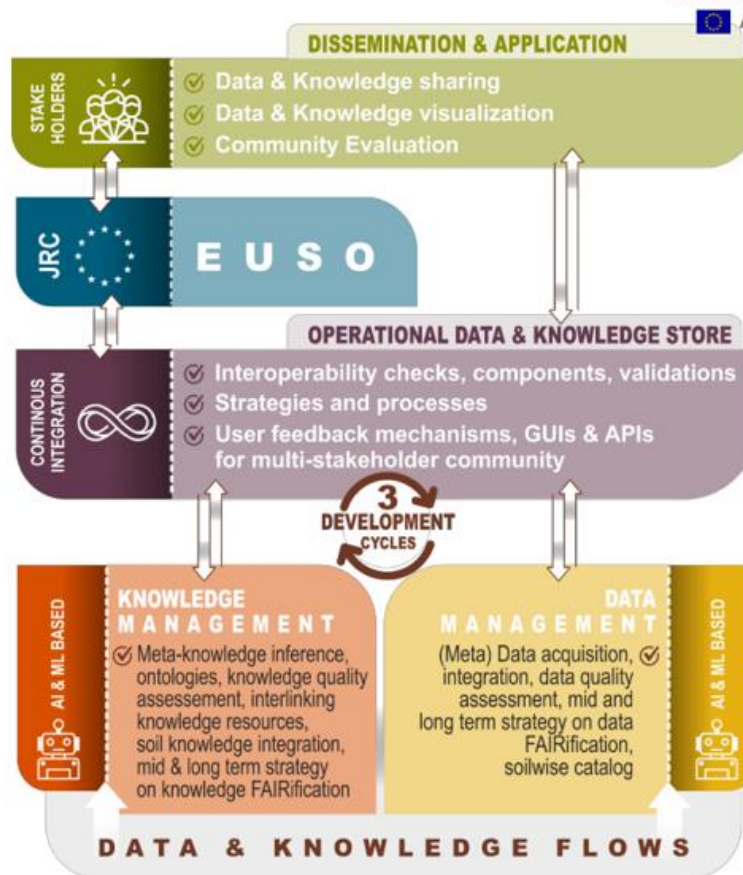 DISSEMINATION & APPLICATION
STAKE
HOLDERS
Data & Knowledge sharing
Data & Knowledge visualization
Community Evaluation
JRC
EUSO
OPERATIONAL DATA & KNOWLEDGE STORE
CONTINOUS
INTEGRATION
Interoperability checks, components, validations
Strategies and processes
User feedback mechanisms, GUIs & APIs
for multi-stakeholder community
3
DEVELOPMENT
CYCLES
AI & ML BASED
KNOWLEDGE
MANAGEMENT
Meta-knowledge inference,
ontologies, knowledge quality
assessement, interlinking
knowledge resources,
soil knowledge integration,
mid & long term strategy
on knowledge FAIRification
DATA
MANAGEMENT
(Meta) Data acquisition,
integration, data quality
assessment, mid and
long term strategy on data
FAIRification,
soilwise catalog
AI & ML BASED
DATA & KNOWLEDGE FLOWS